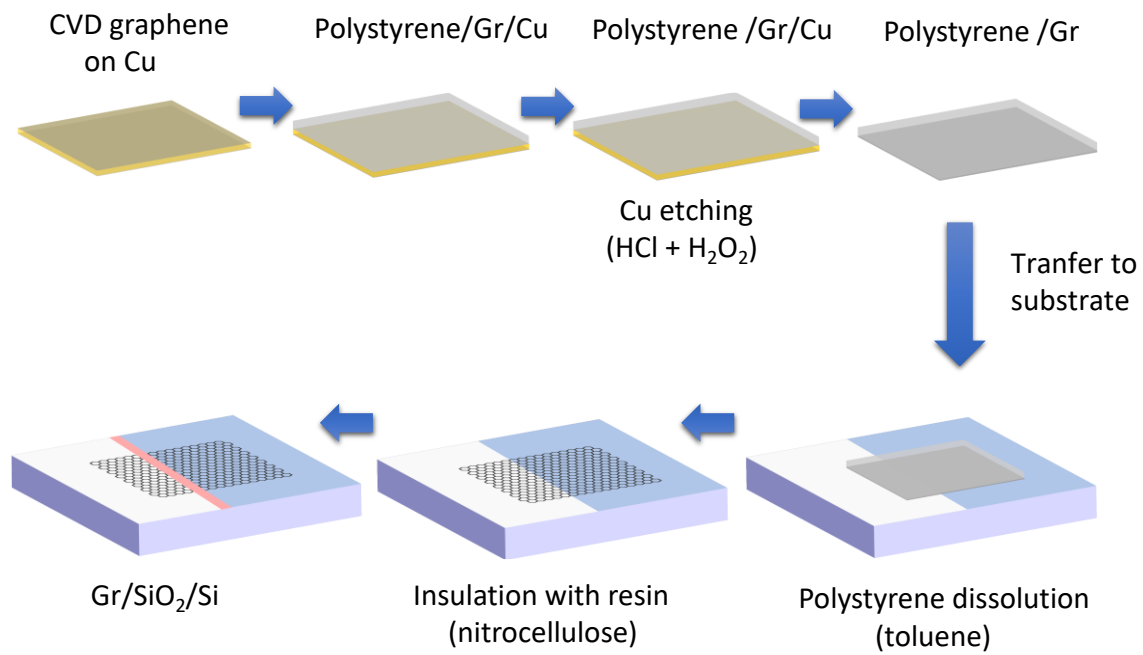 CVD graphene
on Cu
Polystyrene/Gr/Cu
Polystyrene /Gr/Cu
Polystyrene /Gr
Cu etching
(HCl + H₂O₂)
Tranfer to
substrate
Gr/SiO₂/Si
Insulation with resin
(nitrocellulose)
Polystyrene dissolution
(toluene)